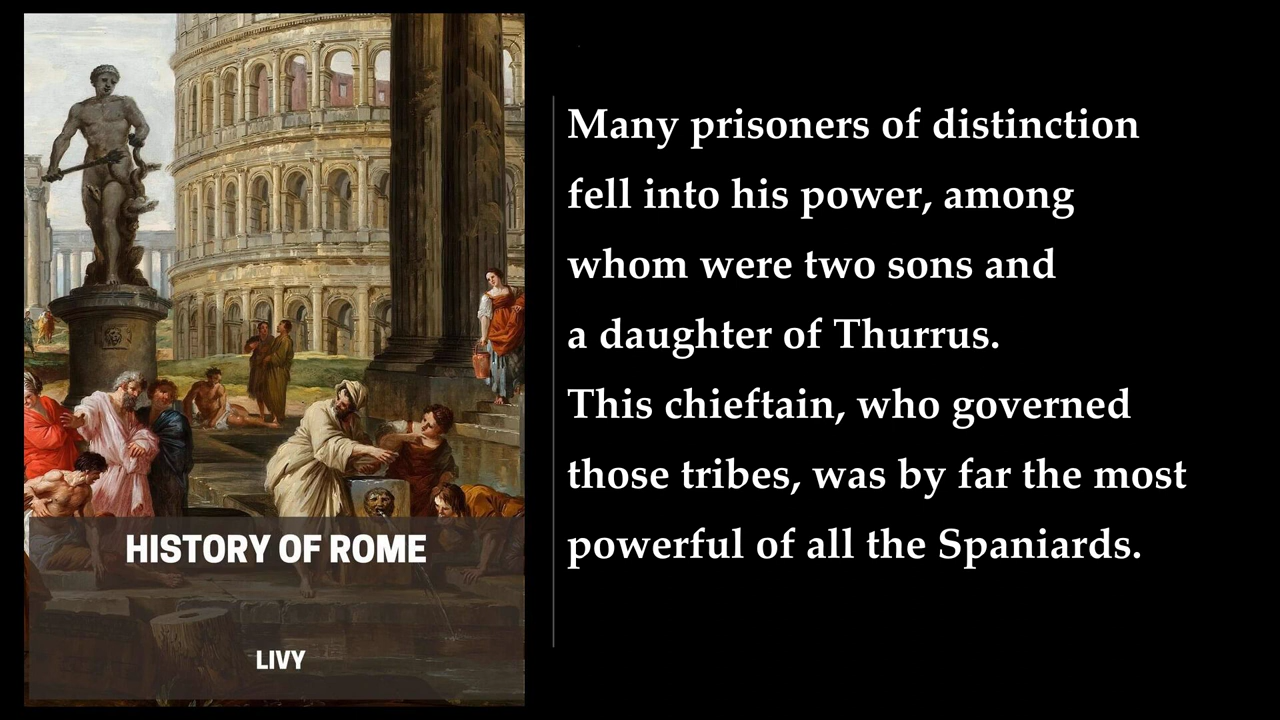 HISTORY OF ROME
LIVY
Many prisoners of distinction
fell into his power, among
whom were two sons and
a daughter of Thurrus.
This chieftain, who governed
those tribes, was by far the most
powerful of all the Spaniards.